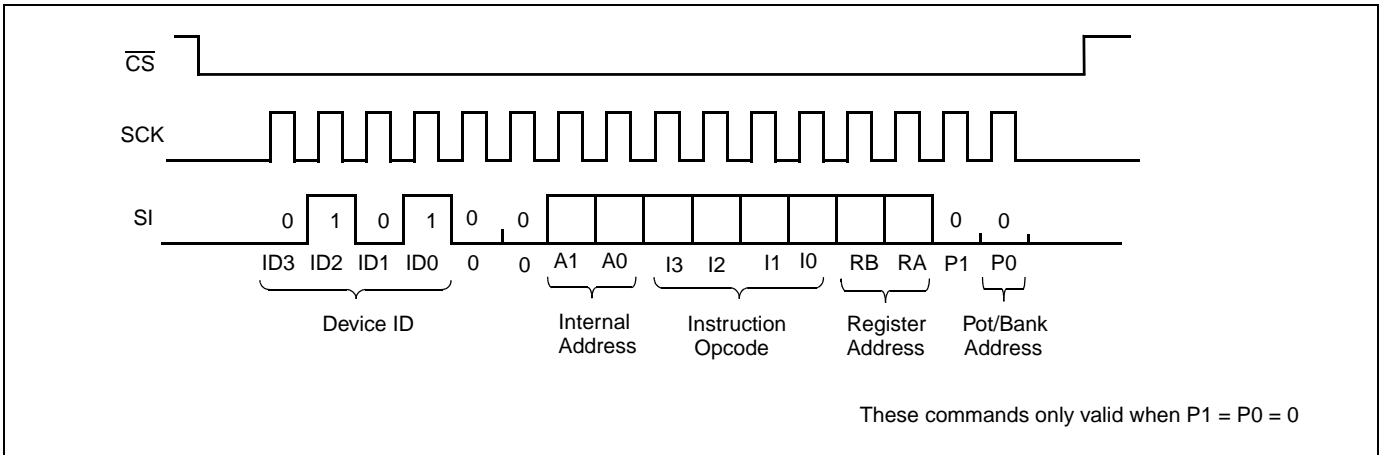 CS
SCK
SI
0 1 0 1 0 0 0 0
ID3 ID2 ID1 ID0 0 0 A1 A0 I3 I2 I1 I0 RB RA P1 P0
Device ID
Internal Address
Instruction Opcode
Register Address
Pot/Bank Address
These commands only valid when P1 = P0 = 0